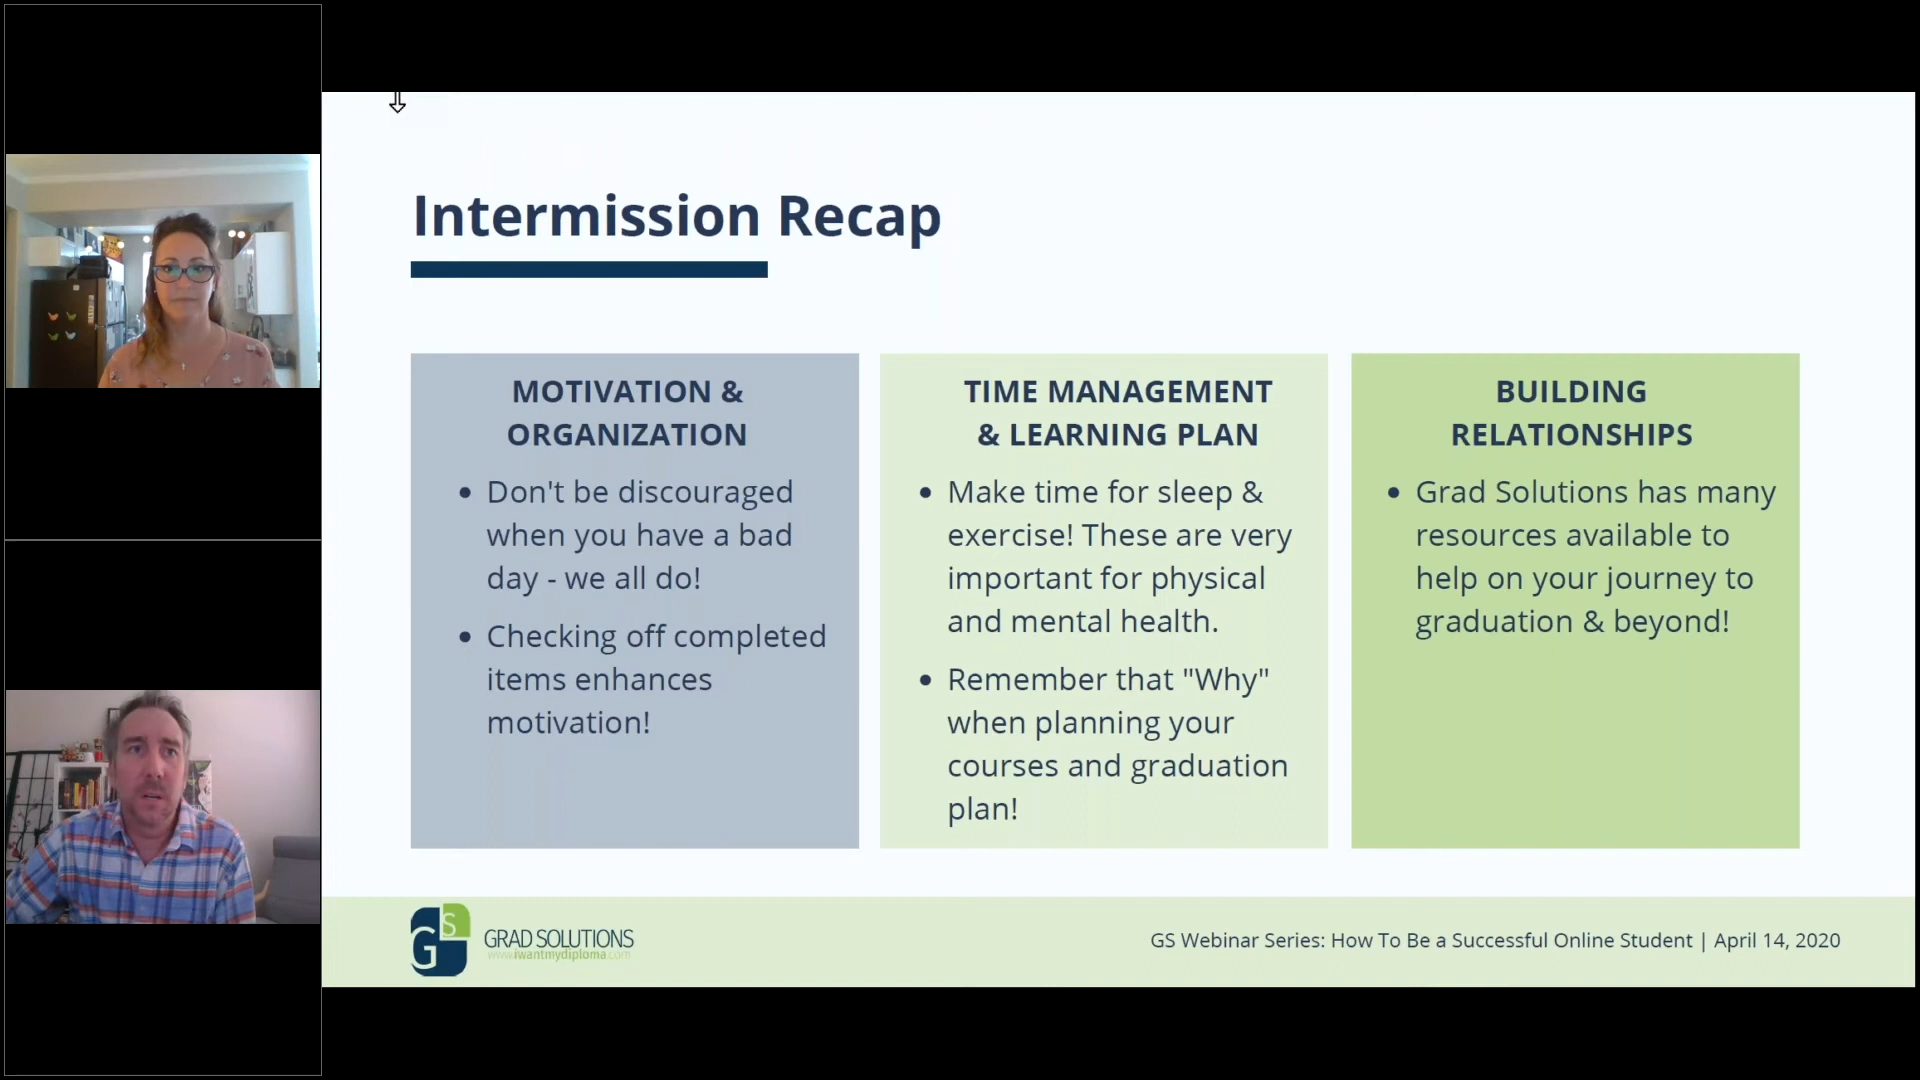 Intermission Recap
MOTIVATION &
ORGANIZATION
• Don't be discouraged
when you have a bad
day - we all do!
• Checking off completed
items enhances
motivation!
TIME MANAGEMENT
& LEARNING PLAN
• Make time for sleep &
exercise! These are very
important for physical
and mental health.
• Remember that "Why"
when planning your
courses and graduation
plan!
BUILDING
RELATIONSHIPS
• Grad Solutions has many
resources available to
help on your journey to
graduation & beyond!
GS
GRAD SOLUTIONS
www.iwantmydiploma.com
GS Webinar Series: How To Be a Successful Online Student | April 14, 2020